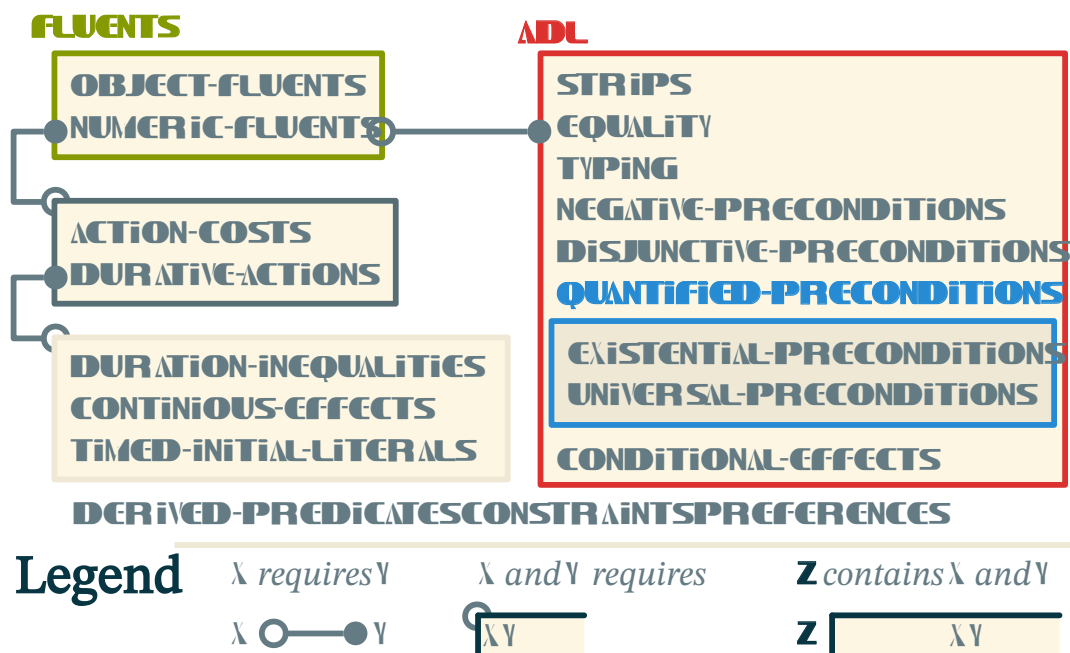 FLUENTS
OBJECT-FLUENTS
NUMERiC-FLUENTS
ACTiON-COSTS
DURATiVE-ACTiONS
DURATiON-iNEQUALiTiES
CONTiNiOUS-EFFECTS
TiMED-iNiTiAL-LiTERALS
ADL
STRiPS
EQUALiTY
TYPiNG
NEGATiVE-PRECONDiTiONS
DiSJUNCTiVE-PRECONDiTiONS
QUANTiFiED-PRECONDiTiONS
EXiSTENTiAL-PRECONDiTiONS
UNiVERSAL-PRECONDiTiONS
CONDiTiONAL-EFFECTS
DERiVED-PREDiCATESCONSTRAiNTSPREFERENCES
Legend
X requires Y
X and Y requires
Z contains X and Y
X Y
X Y
Z X Y